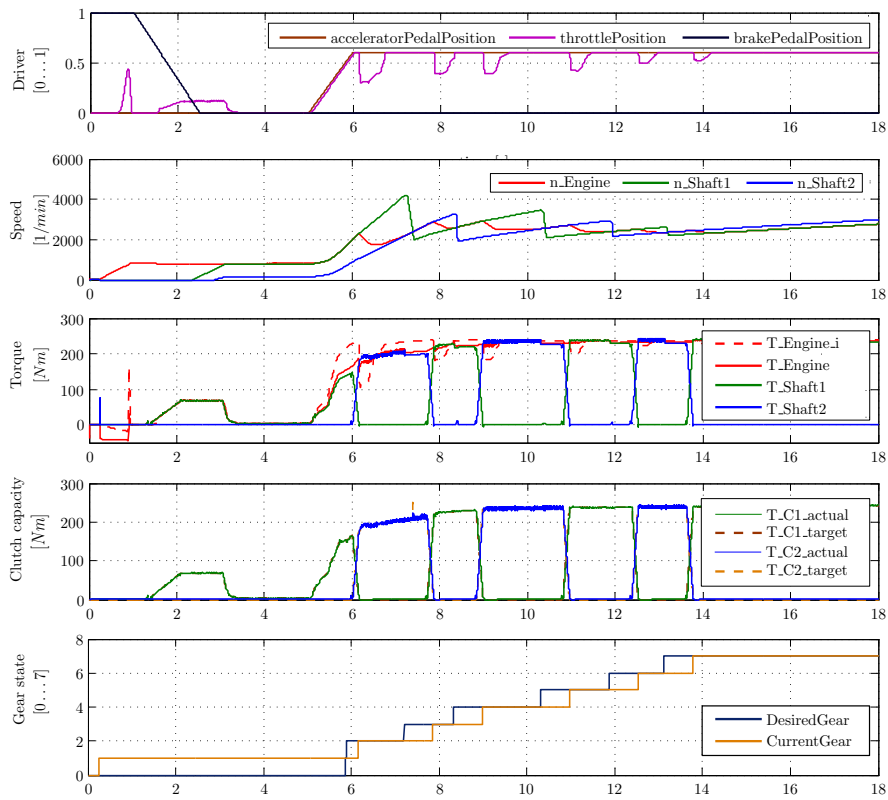 Driver
[0…1]
1
0.5
0
acceleratorPedalPosition throttlePosition brakePedalPosition
0 2 4 6 8 10 12 14 16 18
Speed
[1/min]
6000
4000
2000
0
n_Engine n_Shaft1 n_Shaft2
0 2 4 6 8 10 12 14 16 18
Torque
[Nm]
300
200
100
0
T_Engine_i
T_Engine
T_Shaft1
T_Shaft2
0 2 4 6 8 10 12 14 16 18
Clutch capacity
[Nm]
300
200
100
0
T_C1_actual
T_C1_target
T_C2_actual
T_C2_target
0 2 4 6 8 10 12 14 16 18
Gear state
[0…7]
8
6
4
2
0
DesiredGear
CurrentGear
0 2 4 6 8 10 12 14 16 18